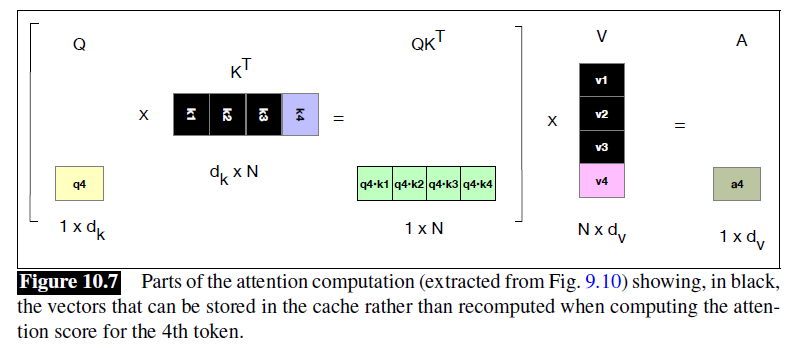 Q
K^T
QK^T
V
A
x
k1 k2 k3 k4
=
x
=
v1
v2
v3
v4
q4
q4•k1 q4•k2 q4•k3 q4•k4
a4
1 x d_k
d_k x N
1 x N
N x d_v
1 x d_v
Figure 10.7 Parts of the attention computation (extracted from Fig. 9.10) showing, in black,
the vectors that can be stored in the cache rather than recomputed when computing the atten-
tion score for the 4th token.